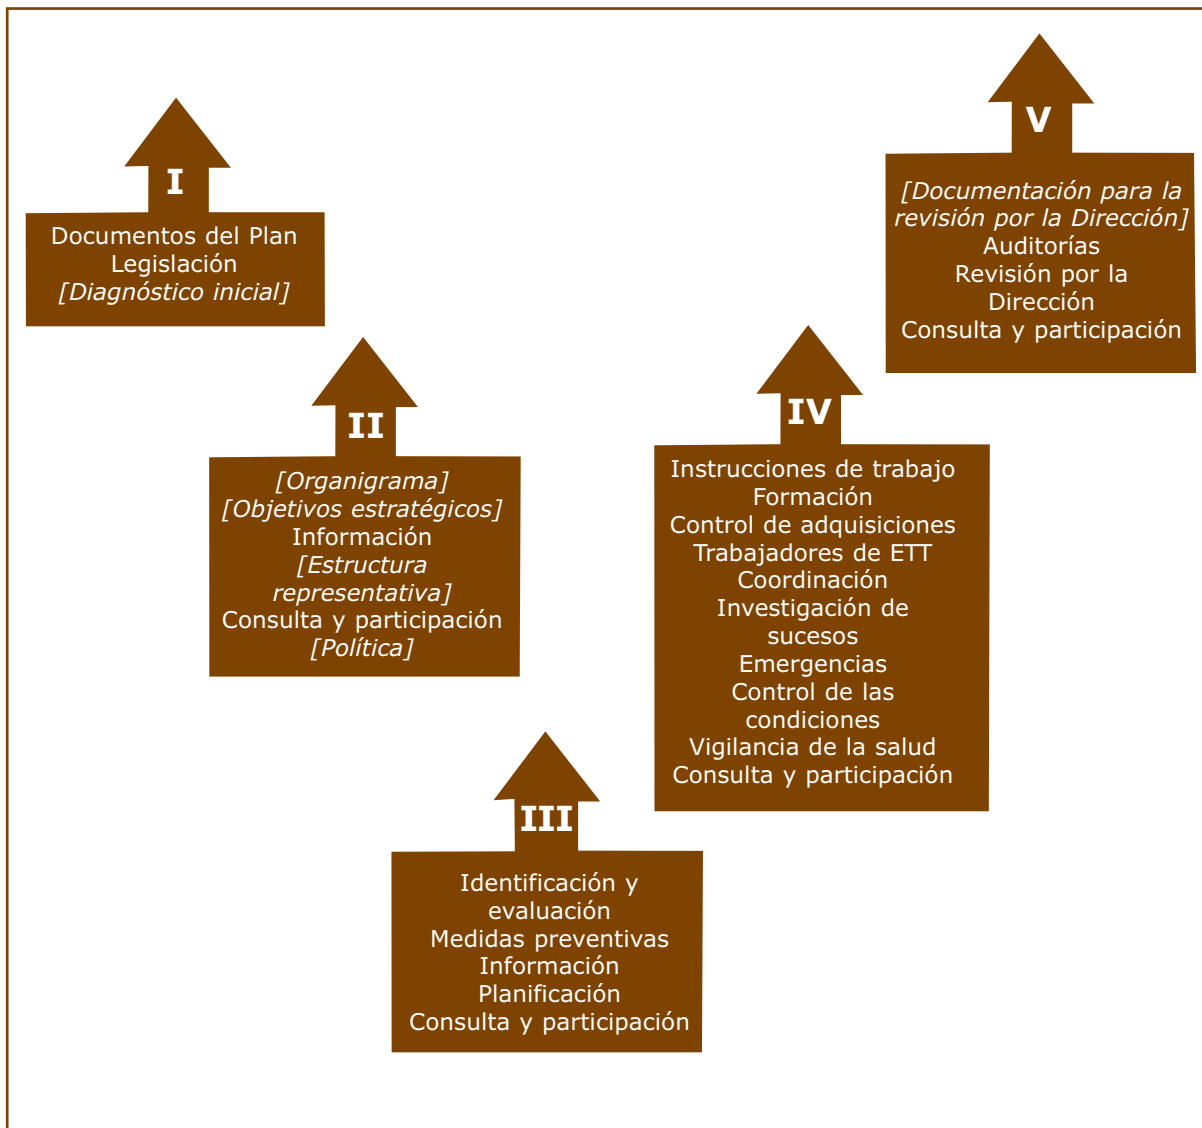 I
Documentos del Plan
Legislación
[Diagnóstico inicial]
II
[Organigrama]
[Objetivos estratégicos]
Información
[Estructura
representativa]
Consulta y participación
[Política]
III
Identificación y
evaluación
Medidas preventivas
Información
Planificación
Consulta y participación
IV
Instrucciones de trabajo
Formación
Control de adquisiciones
Trabajadores de ETT
Coordinación
Investigación de
sucesos
Emergencias
Control de las
condiciones
Vigilancia de la salud
Consulta y participación
V
[Documentación para la
revisión por la Dirección]
Auditorías
Revisión por la
Dirección
Consulta y participación